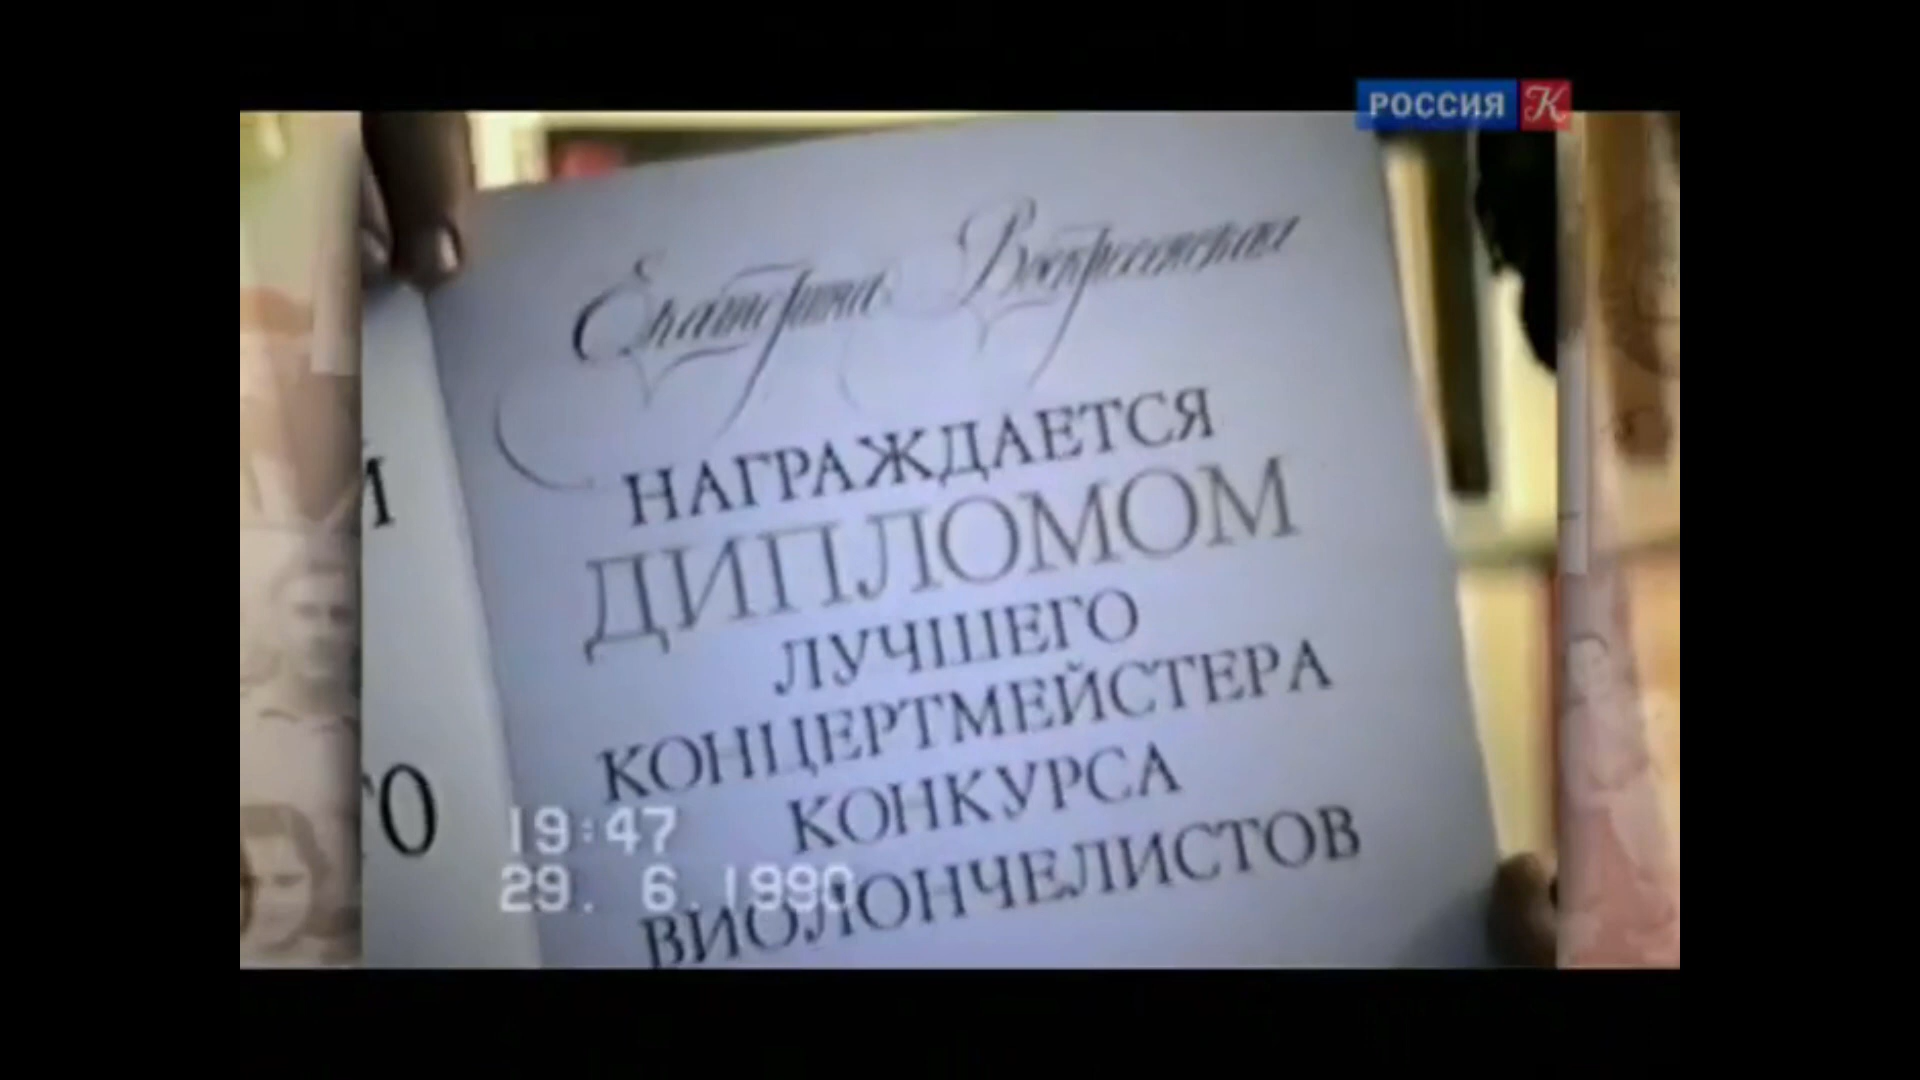 РОССИЯ К
Екатерина Воскресенская
НАГРАЖДАЕТСЯ
ДИПЛОМОМ
ЛУЧШЕГО
КОНЦЕРТМЕЙСТЕРА
КОНКУРСА
ВИОЛОНЧЕЛИСТОВ
19:47
29. 6.1990